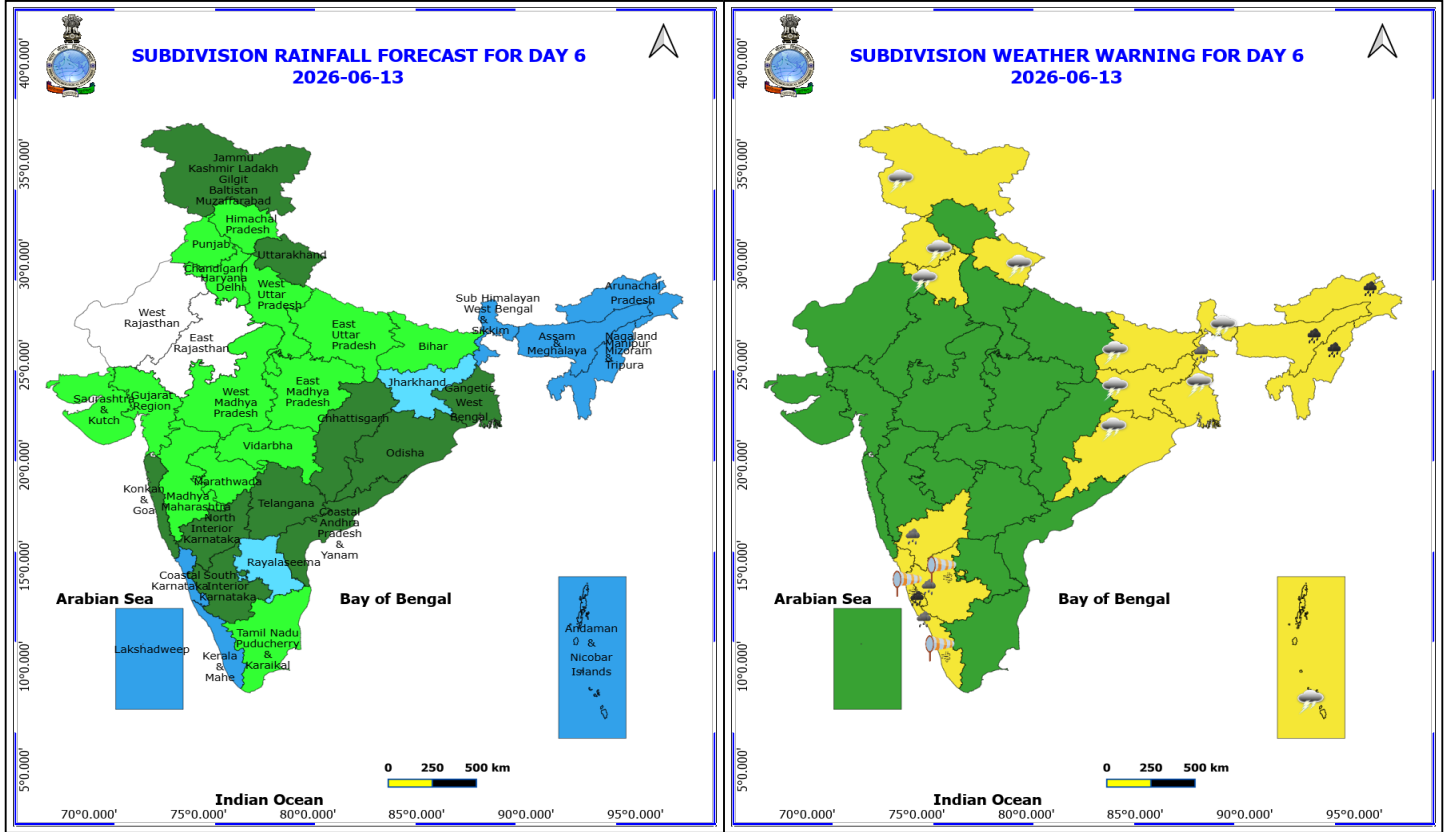 SUBDIVISION RAINFALL FORECAST FOR DAY 6
2026-06-13
40°0.000'
35°0.000'
30°0.000'
25°0.000'
20°0.000'
15°0.000'
10°0.000'
5°0.000'
Jammu
Kashmir Ladakh
Gilgit
Baltistan
Muzaffarabad
Himachal
Pradesh
Punjab
Uttarakhand
Chandigarh
Haryana
Delhi
West
Uttar
Pradesh
Arunachal
Pradesh
Sub Himalayan
West Bengal
&
Sikkim
West
Rajasthan
East
Rajasthan
East
Uttar
Pradesh
Bihar
Assam
&
Meghalaya
Nagaland
Manipur
Mizoram
&
Tripura
Jharkhand
Gangetic
West
Bengal
Saurashtra
&
Kutch
Gujarat
Region
West
Madhya
Pradesh
East
Madhya
Pradesh
Chhattisgarh
Odisha
Vidarbha
Marathwada
Konkan
&
Goa
Madhya
Maharashtra
Telangana
North
Interior
Karnataka
Coastal
Andhra
Pradesh
&
Yanam
Rayalaseema
Coastal
Karnataka
South
Interior
Karnataka
Arabian Sea
Bay of Bengal
Tamil Nadu
Puducherry
&
Karaikal
Lakshadweep
Kerala
&
Mahe
Andaman
&
Nicobar
Islands
0 250 500 km
Indian Ocean
70°0.000' 75°0.000' 80°0.000' 85°0.000' 90°0.000' 95°0.000'
SUBDIVISION WEATHER WARNING FOR DAY 6
2026-06-13
40°0.000'
35°0.000'
30°0.000'
25°0.000'
20°0.000'
15°0.000'
10°0.000'
5°0.000'
Arabian Sea
Bay of Bengal
0 250 500 km
Indian Ocean
70°0.000' 75°0.000' 80°0.000' 85°0.000' 90°0.000' 95°0.000'